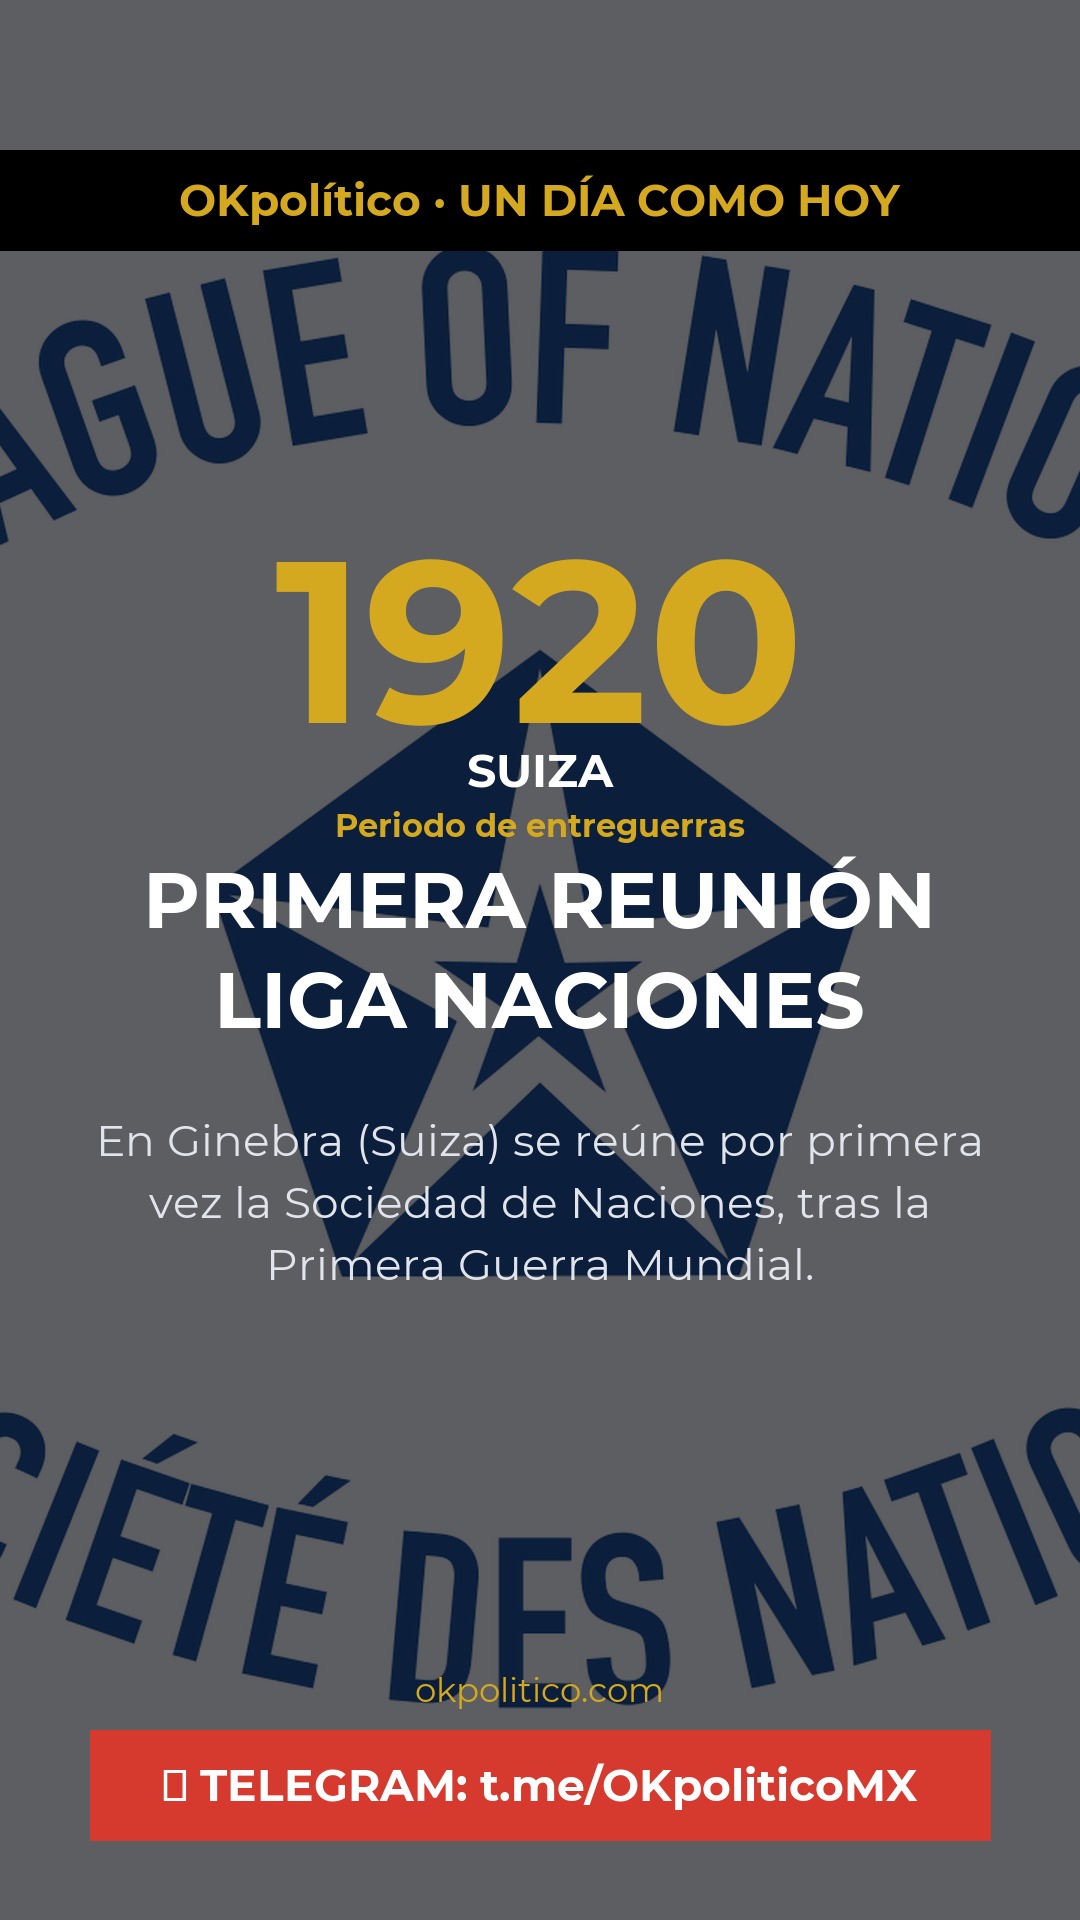 OKpolítico · UN DÍA COMO HOY
AGUE OF NATIO
1920
SUIZA
Periodo de entreguerras
PRIMERA REUNIÓN
LIGA NACIONES
En Ginebra (Suiza) se reúne por primera
vez la Sociedad de Naciones, tras la
Primera Guerra Mundial.
CIÉTÉ DES NATIO
okpolitico.com
TELEGRAM: t.me/OKpoliticoMX